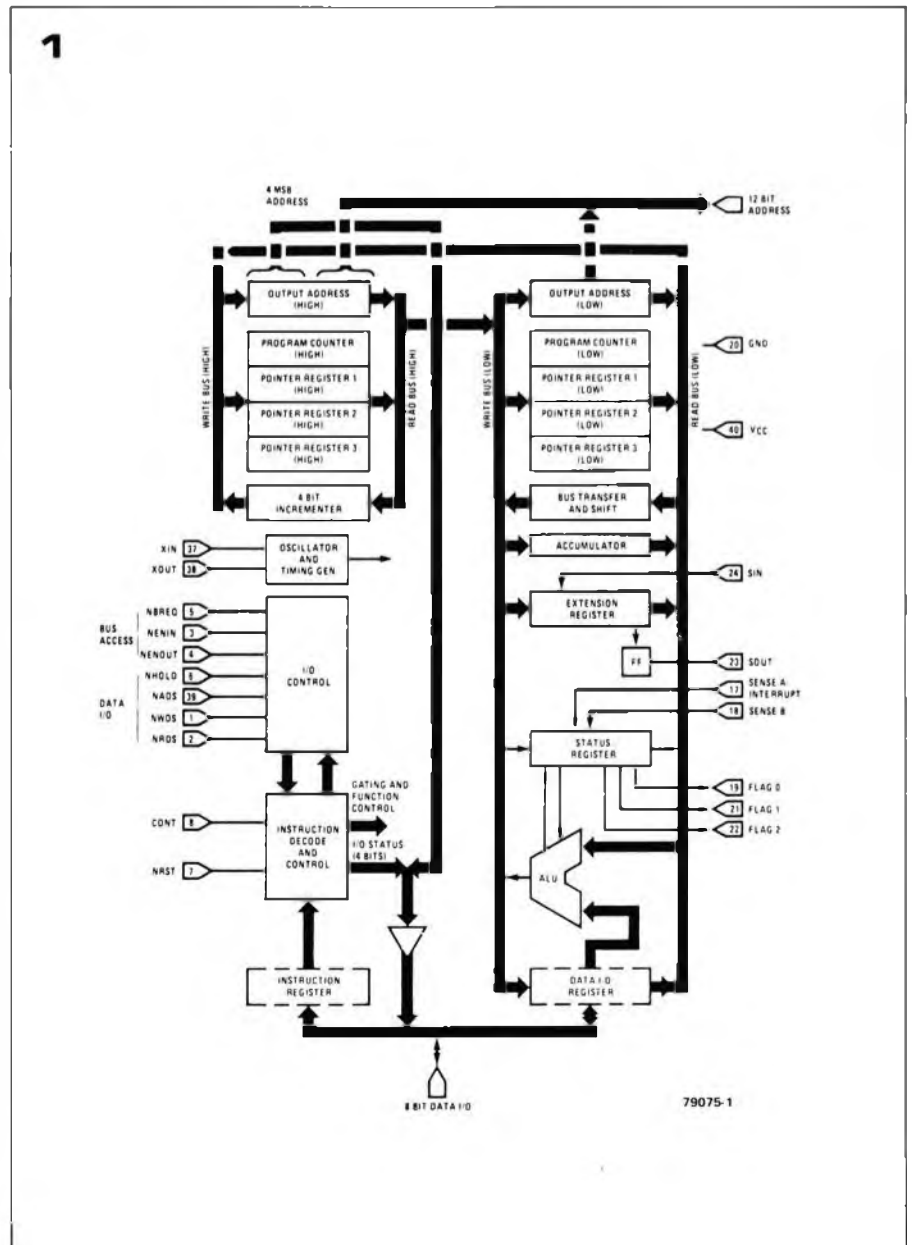 1
4 MSB
ADDRESS
12 BIT
ADDRESS
OUTPUT ADDRESS
(HIGH)
OUTPUT ADDRESS
(LOW)
WRITE BUS (HIGH)
PROGRAM COUNTER
(HIGH)
POINTER REGISTER 1
(HIGH)
POINTER REGISTER 2
(HIGH)
POINTER REGISTER 3
(HIGH)
READ BUS (HIGH)
WRITE BUS (LOW)
PROGRAM COUNTER
(LOW)
POINTER REGISTER 1
(LOW)
POINTER REGISTER 2
(LOW)
POINTER REGISTER 3
(LOW)
READ BUS (LOW)
20 GND
40 VCC
4 BIT
INCREMENTER
BUS TRANSFER
AND SHIFT
XIN 37
XOUT 38
OSCILLATOR
AND
TIMING GEN.
ACCUMULATOR
EXTENSION
REGISTER
24 SIN
FF
23 SOUT
BUS
ACCESS
NBREQ 5
NENIN 3
NENOUT 4
DATA
I/O
NHOLD 6
NADS 39
NWDS 1
NRDS 2
I/O
CONTROL
17 SENSE A
INTERRUPT
18 SENSE B
STATUS
REGISTER
19 FLAG 0
21 FLAG 1
22 FLAG 2
CONT 8
NRST 7
INSTRUCTION
DECODE
AND
CONTROL
GATING AND
FUNCTION
CONTROL
I/O STATUS
(4 BITS)
ALU
INSTRUCTION
REGISTER
DATA I/O
REGISTER
8 BIT DATA I/O
79075-1